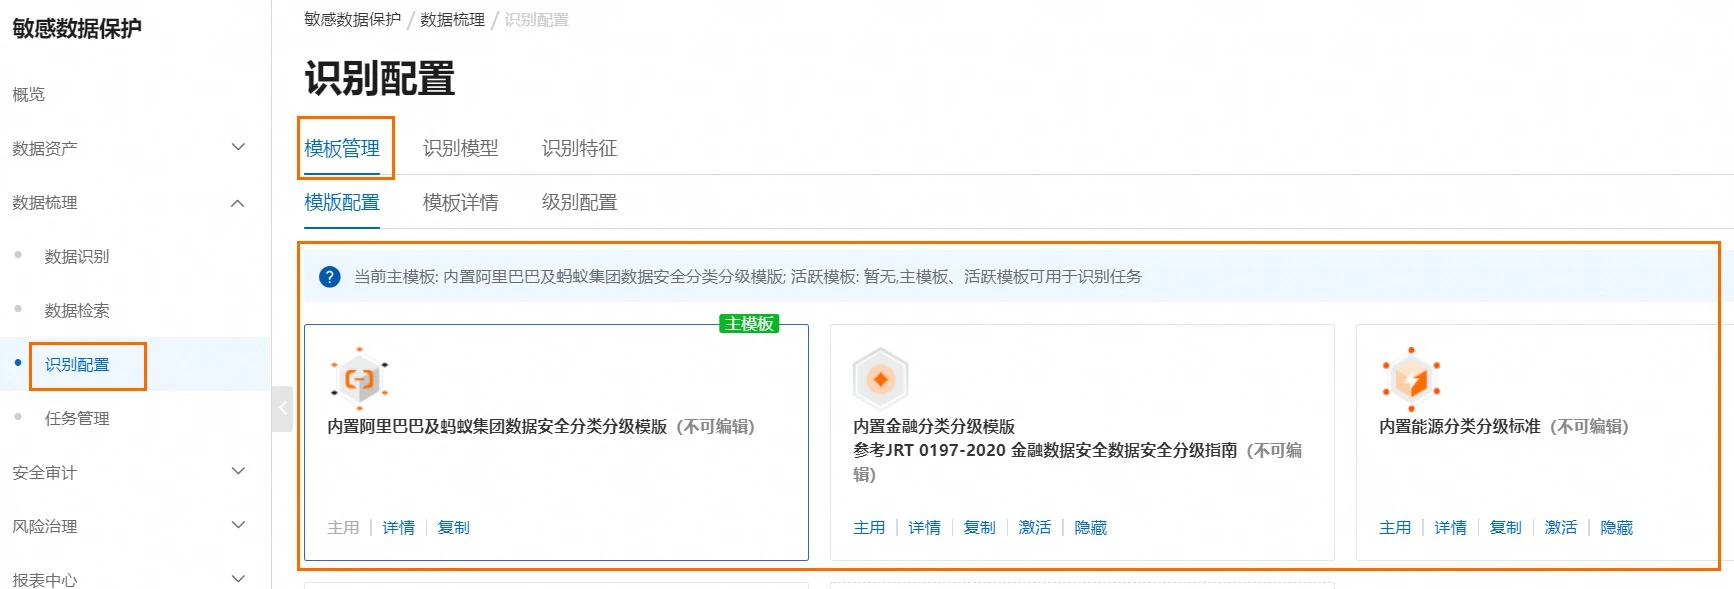 敏感数据保护
概览
数据资产
数据梳理
数据识别
数据检索
识别配置
任务管理
安全审计
风险治理
报表中心
敏感数据保护 / 数据梳理 / 识别配置
识别配置
模板管理 识别模型 识别特征
模版配置 模板详情 级别配置
? 当前主模板: 内置阿里巴巴及蚂蚁集团数据安全分类分级模版; 活跃模板: 暂无,主模板、活跃模板可用于识别任务
主模板
内置阿里巴巴及蚂蚁集团数据安全分类分级模版 (不可编辑)
主用 | 详情 | 复制
内置金融分类分级模版
参考JRT 0197-2020 金融数据安全数据安全分级指南 (不可编
辑)
主用 | 详情 | 复制 | 激活 | 隐藏
内置能源分类分级标准 (不可编辑)
主用 | 详情 | 复制 | 激活 | 隐藏